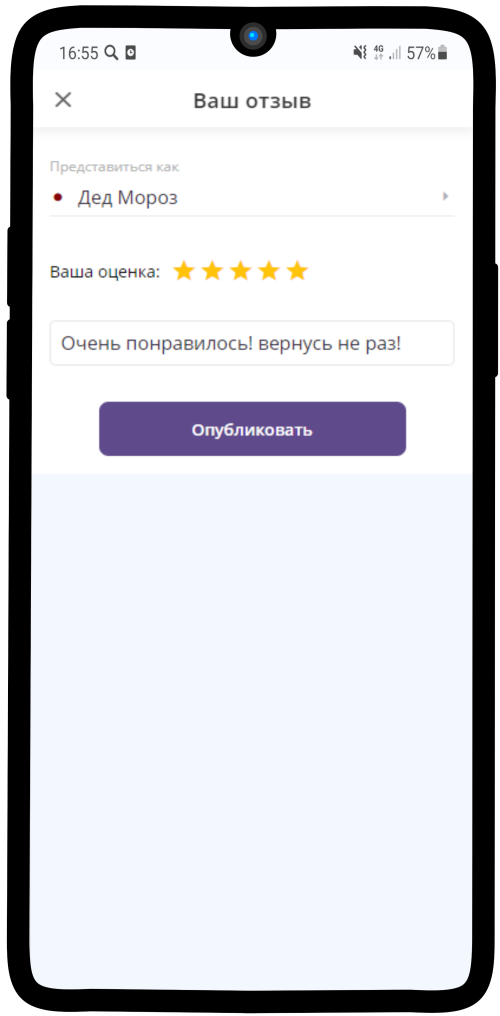 16:55 4G 57%
Ваш отзыв
Представиться как
Дед Мороз
Ваша оценка:
Очень понравилось! вернусь не раз!
Опубликовать